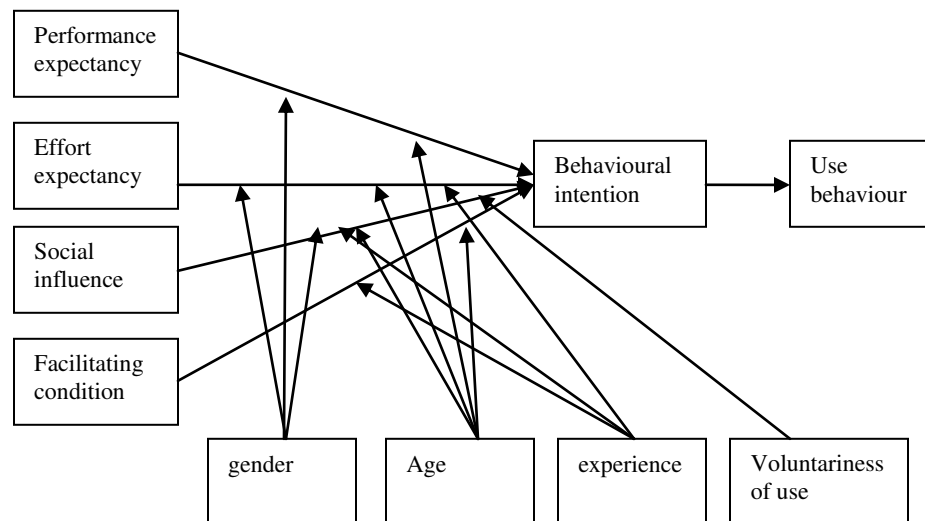 Performance
expectancy
Effort
expectancy
Behavioural
intention
Use
behaviour
Social
influence
Facilitating
condition
gender
Age
experience
Voluntariness
of use